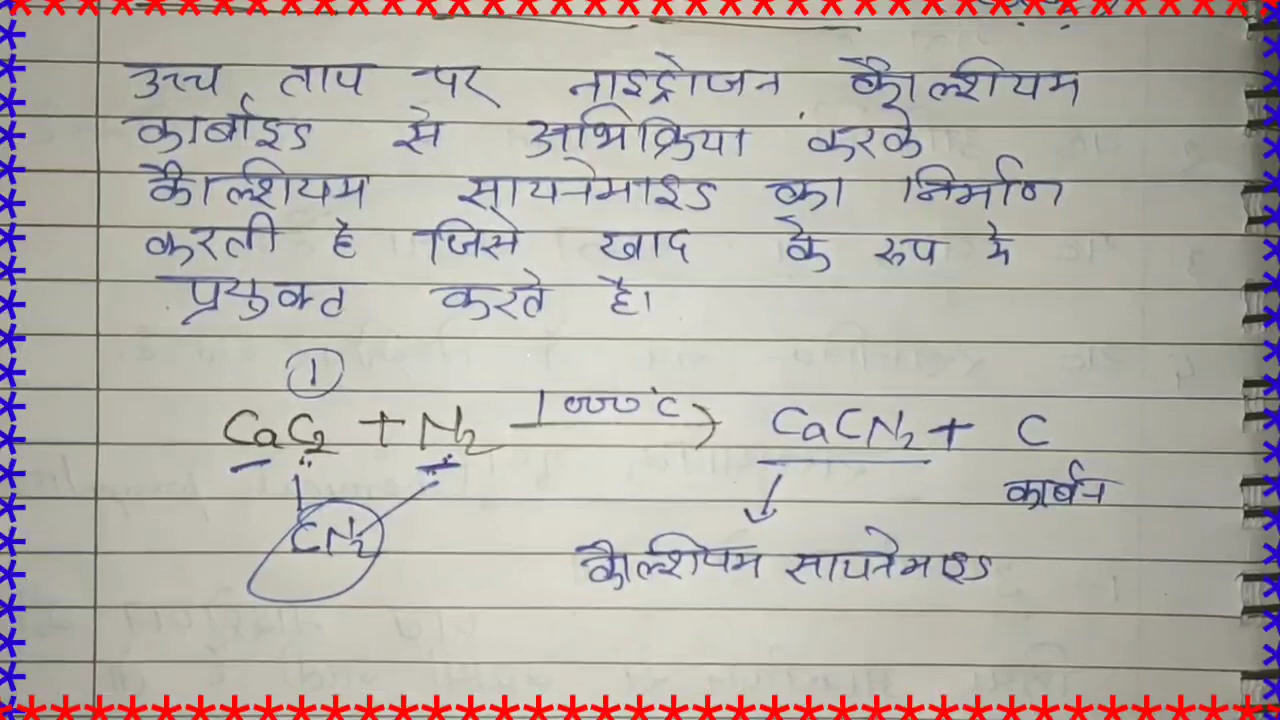 उच्च ताप पर नाइट्रोजन कैाल्शियम
कार्बाइड से अभिक्रिया करके
कैाल्शियम सायनेमाइड का निर्माण
करती है जिसे खाद के रूप मे
प्रयुक्त करते है।
1
CaC2 + N2 1000°C → CaCN2 + C
कार्बन
CN2
कैाल्शियम सायनेमाइड